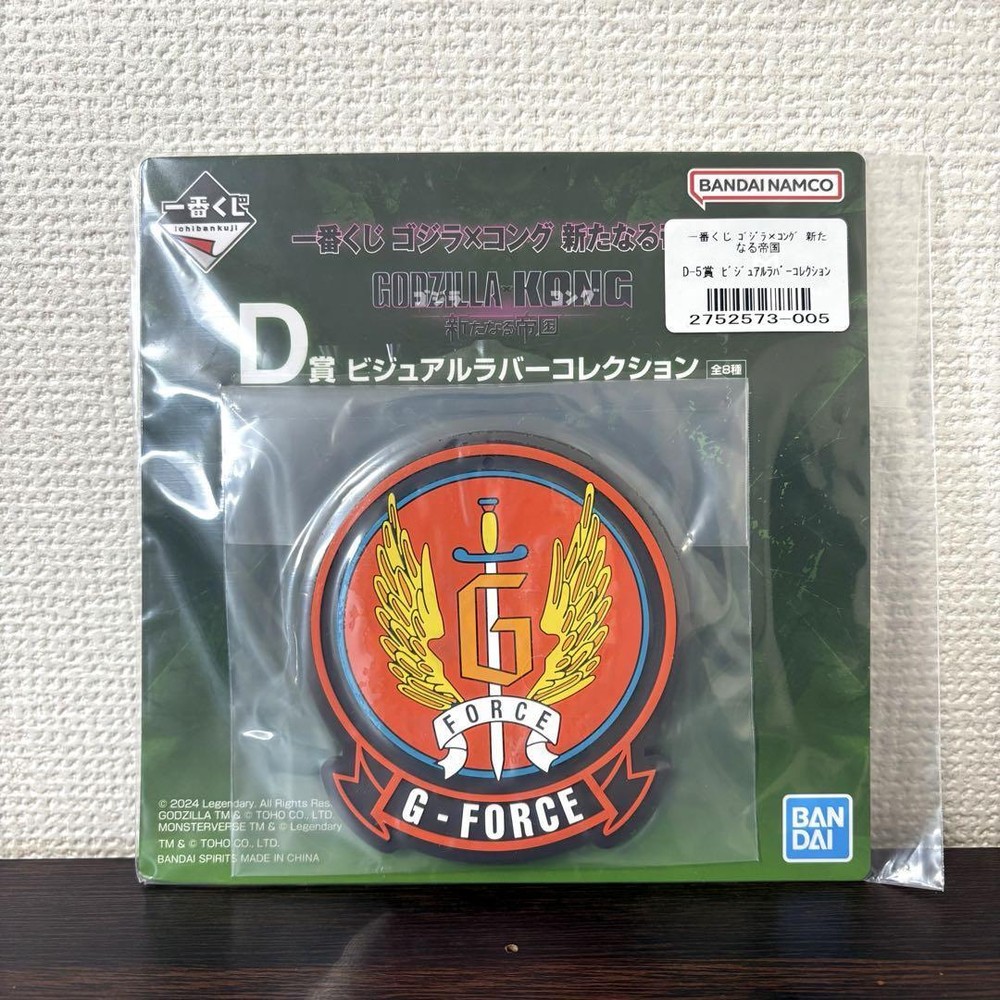 一番くじ
ichibankuji
BANDAI NAMCO
一番くじ ゴジラ×コング 新たなる
一番くじ ゴジラ×コング 新た
なる帝国
D-5賞 ビジュアルラバーコレクション
2752573-005
GODZILLA × KONG
ゴジラ コング
新たなる帝国
D賞 ビジュアルラバーコレクション 全8種
G
FORCE
G-FORCE
© 2024 Legendary. All Rights Res.
GODZILLA TM & © TOHO CO., LTD.
MONSTERVERSE TM & © Legendary
TM & © TOHO CO., LTD.
BANDAI SPIRITS MADE IN CHINA
BAN
DAI